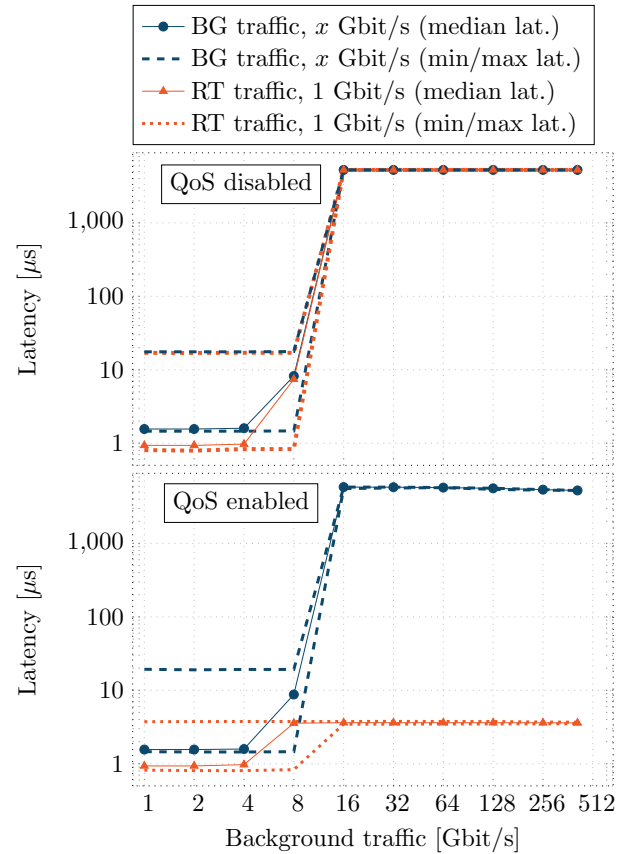 BG traffic, x Gbit/s (median lat.)
BG traffic, x Gbit/s (min/max lat.)
RT traffic, 1 Gbit/s (median lat.)
RT traffic, 1 Gbit/s (min/max lat.)
QoS disabled
1,000
100
10
1
Latency [μs]
QoS enabled
1,000
100
10
1
Latency [μs]
1 2 4 8 16 32 64 128 256 512
Background traffic [Gbit/s]